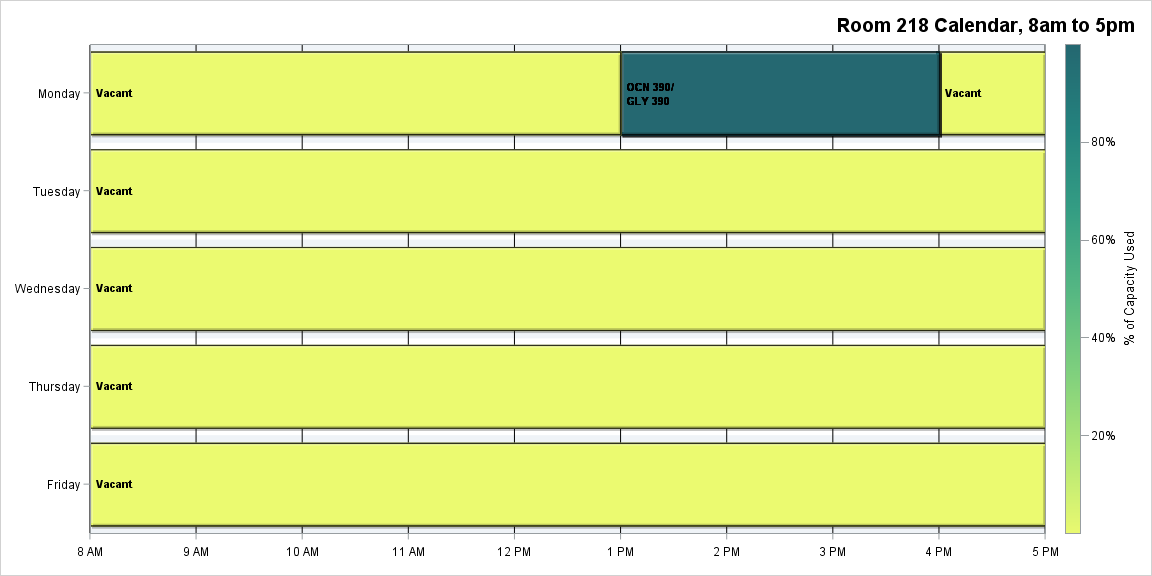 Room 218 Calendar, 8am to 5pm
Monday
Vacant
OCN 390/
GLY 390
Vacant
Tuesday
Vacant
Wednesday
Vacant
Thursday
Vacant
Friday
Vacant
8 AM 9 AM 10 AM 11 AM 12 PM 1 PM 2 PM 3 PM 4 PM 5 PM
80%
60%
40%
20%
% of Capacity Used